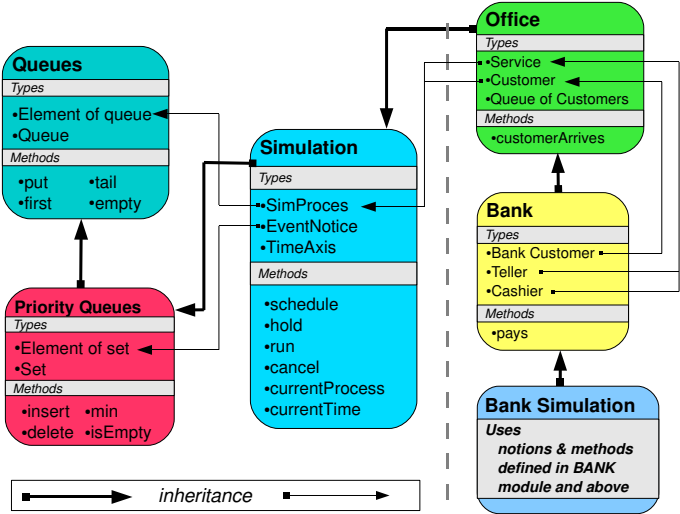 Queues
Types
•Element of queue
•Queue
Methods
•put •tail
•first •empty
Priority Queues
Types
•Element of set
•Set
Methods
•insert •min
•delete •isEmpty
Simulation
Types
•SimProces
•EventNotice
•TimeAxis
Methods
•schedule
•hold
•run
•cancel
•currentProcess
•currentTime
Office
Types
•Service
•Customer
•Queue of Customers
Methods
•customerArrives
Bank
Types
•Bank Customer
•Teller
•Cashier
Methods
•pays
Bank Simulation
Uses
notions & methods
defined in BANK
module and above
inheritance